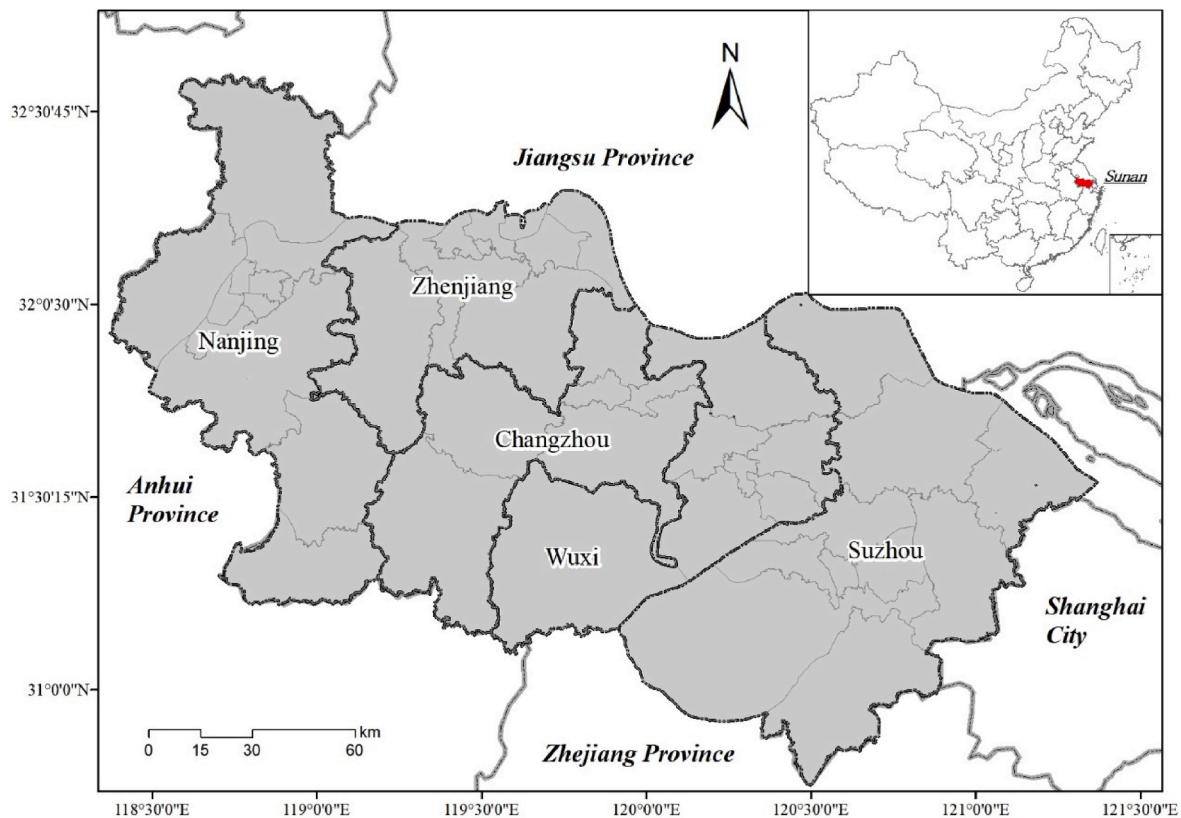 N
Sunan
32°30'45"N
Jiangsu Province
Zhenjiang
32°0'30"N
Nanjing
Changzhou
Anhui
Province
31°30'15"N
Wuxi
Suzhou
Shanghai
City
31°0'0"N
km
0 15 30 60
Zhejiang Province
118°30'0"E 119°0'0"E 119°30'0"E 120°0'0"E 120°30'0"E 121°0'0"E 121°30'0"E